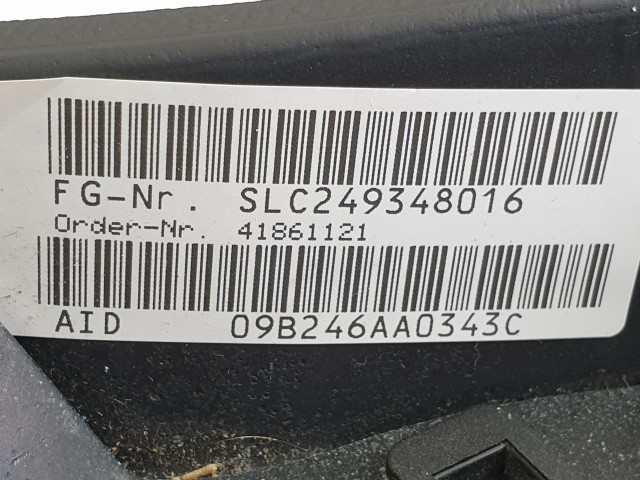 FG-Nr. SLC249348016
Order-Nr. 41861121
AID 09B246AA0343C